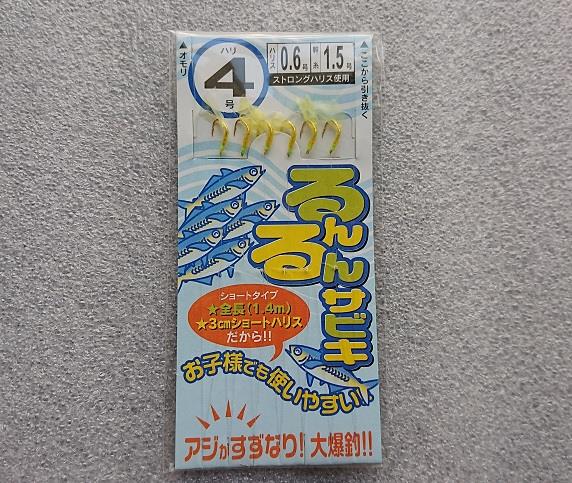 ▲オモリ
ハリ
4
号
ハリス 0.6号 幹糸 1.5号
ストロングハリス使用
▲ここから引き抜く
るんるん
サビキ
ショートタイプ
★全長(1.4m)
★3cmショートハリス
だから!!
お子様でも使いやすい!
アジがすずなり!大爆釣!!